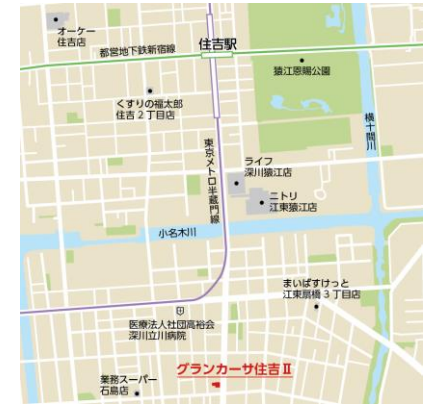 オーケー
住吉店
都営地下鉄新宿線
住吉駅
猿江恩賜公園
くすりの福太郎
住吉2丁目店
横十間川
東京メトロ半蔵門線
ライフ
深川猿江店
ニトリ
江東猿江店
小名木川
まいばすけっと
江東扇橋3丁目店
医療法人社団高裕会
深川立川病院
グランカーサ住吉Ⅱ
業務スーパー
石島店